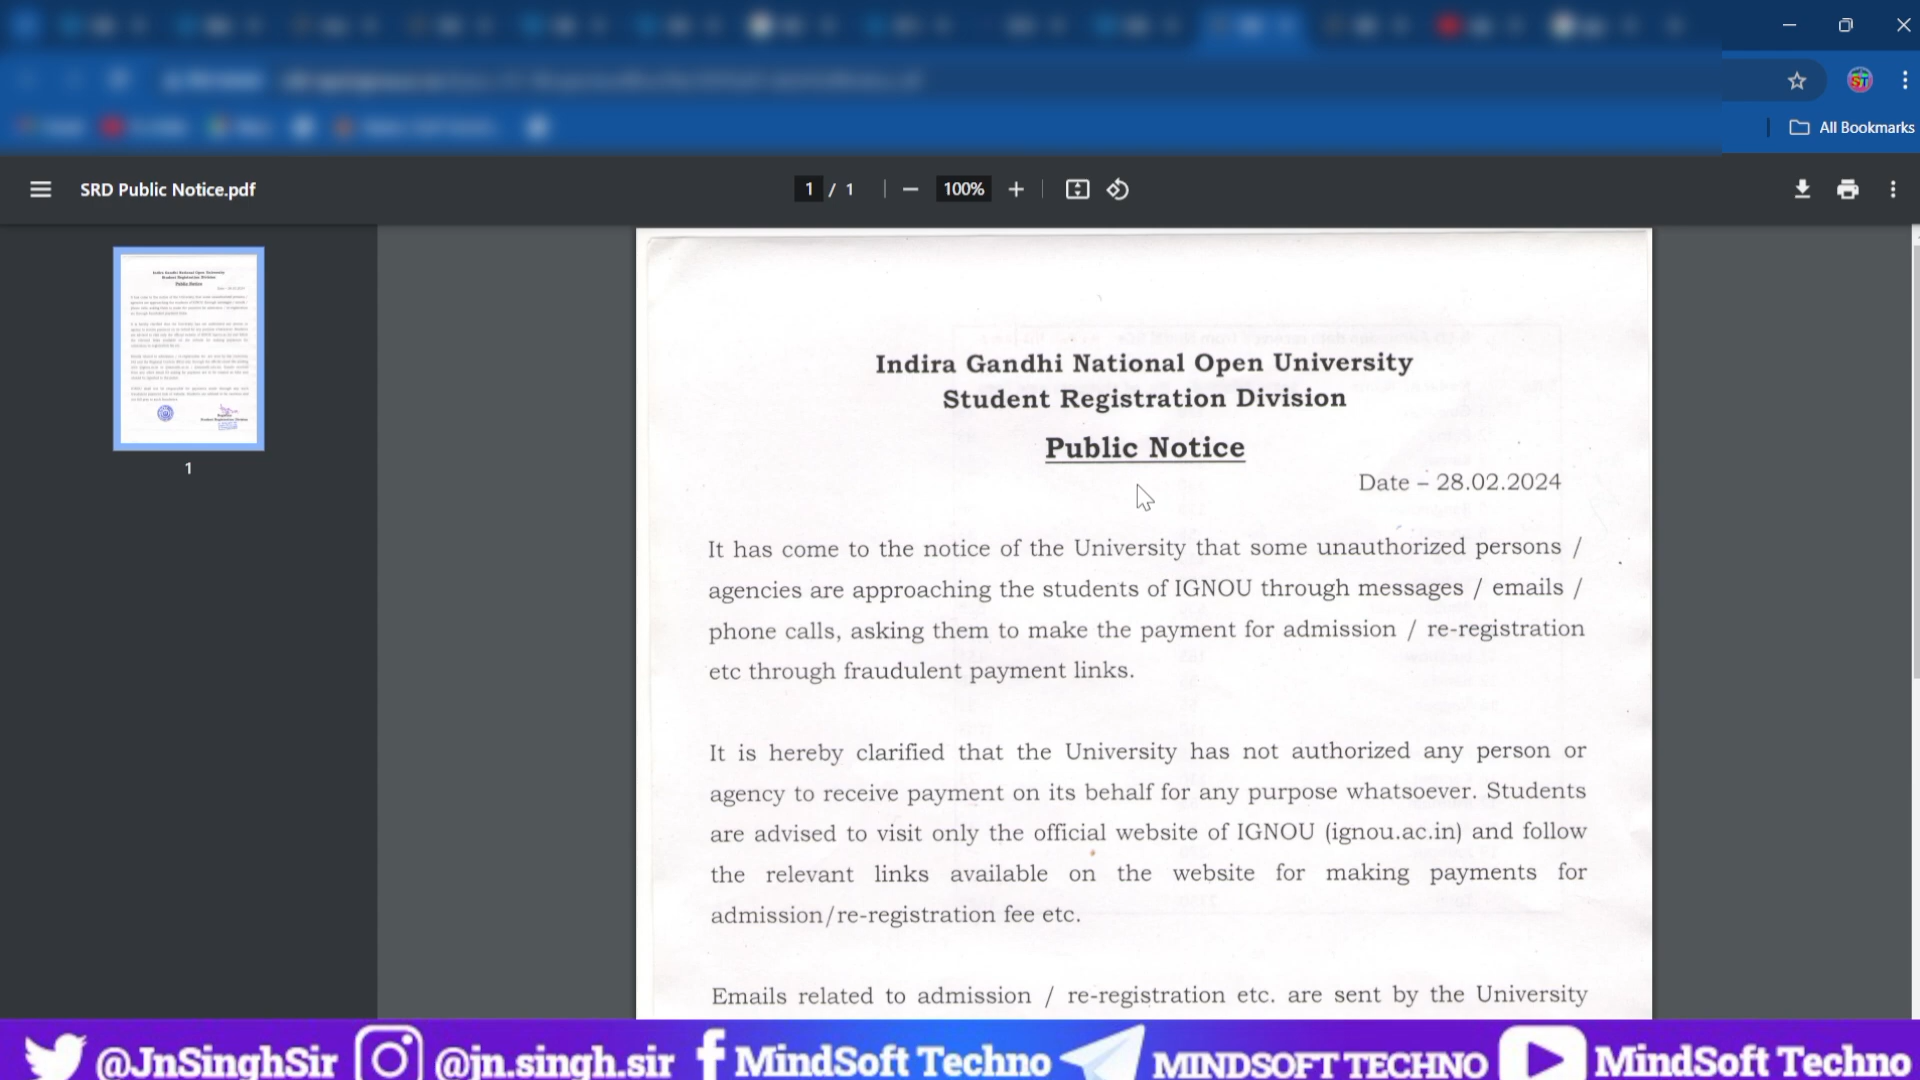 All Bookmarks
SRD Public Notice.pdf
1 / 1
100%
1
Indira Gandhi National Open University
Student Registration Division
Public Notice
Date – 28.02.2024
It has come to the notice of the University that some unauthorized persons /
agencies are approaching the students of IGNOU through messages / emails /
phone calls, asking them to make the payment for admission / re-registration
etc through fraudulent payment links.
It is hereby clarified that the University has not authorized any person or
agency to receive payment on its behalf for any purpose whatsoever. Students
are advised to visit only the official website of IGNOU (ignou.ac.in) and follow
the relevant links available on the website for making payments for
admission/re-registration fee etc.
Emails related to admission / re-registration etc. are sent by the University
@JnSinghSir @jn.singh.sir MindSoft Techno MINDSOFT TECHNO MindSoft Techno